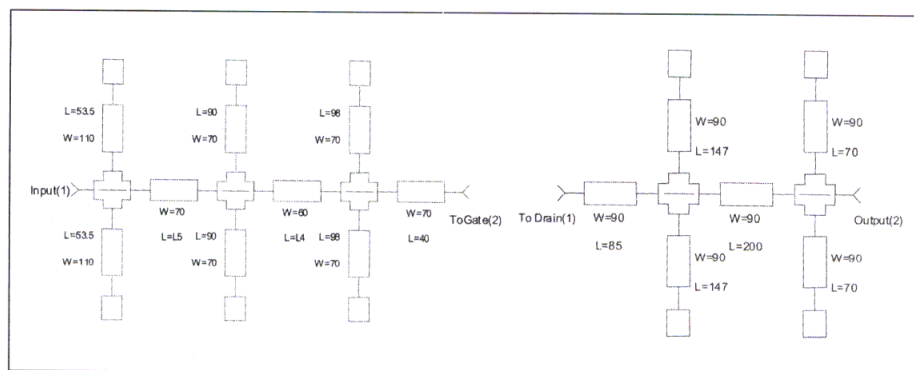 L=53.5
W=110
L=90
W=70
L=98
W=70
Input(1)
W=70
L=L5
W=60
L=L4
W=70
L=40
ToGate(2)
L=53.5
W=110
L=90
W=70
L=98
W=70
W=90
L=147
W=90
L=70
To Drain(1)
W=90
L=85
W=90
L=200
Output(2)
W=90
L=147
W=90
L=70